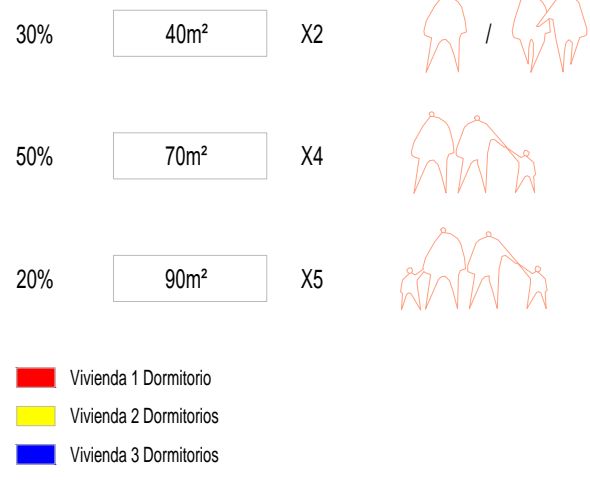 30% 40m² X2 /
50% 70m² X4
20% 90m² X5
Vivienda 1 Dormitorio
Vivienda 2 Dormitorios
Vivienda 3 Dormitorios